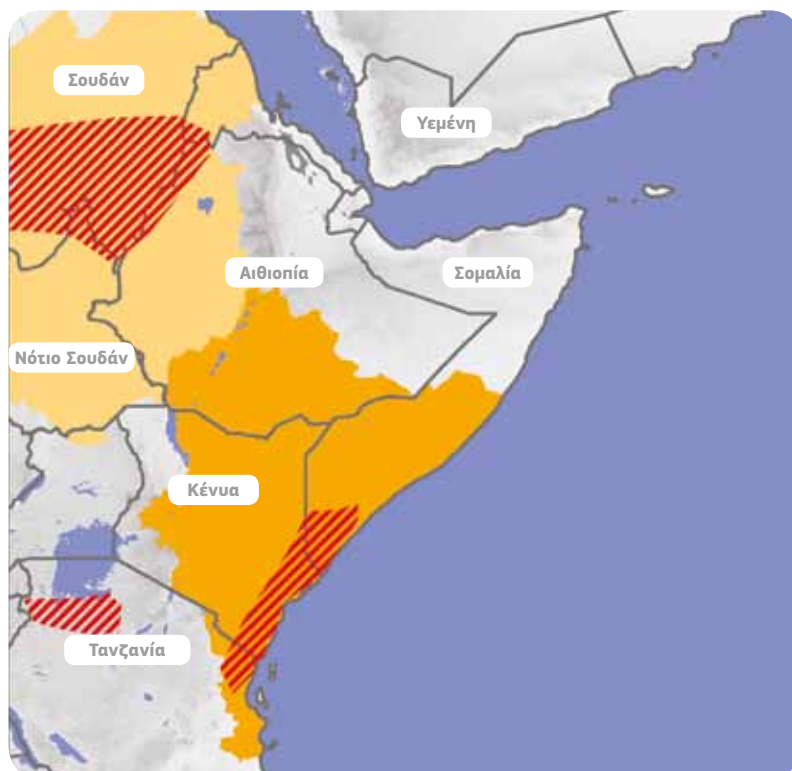 Σουδάν
Υεμένη
Αιθιοπία
Σομαλία
Νότιο Σουδάν
Κένυα
Τανζανία